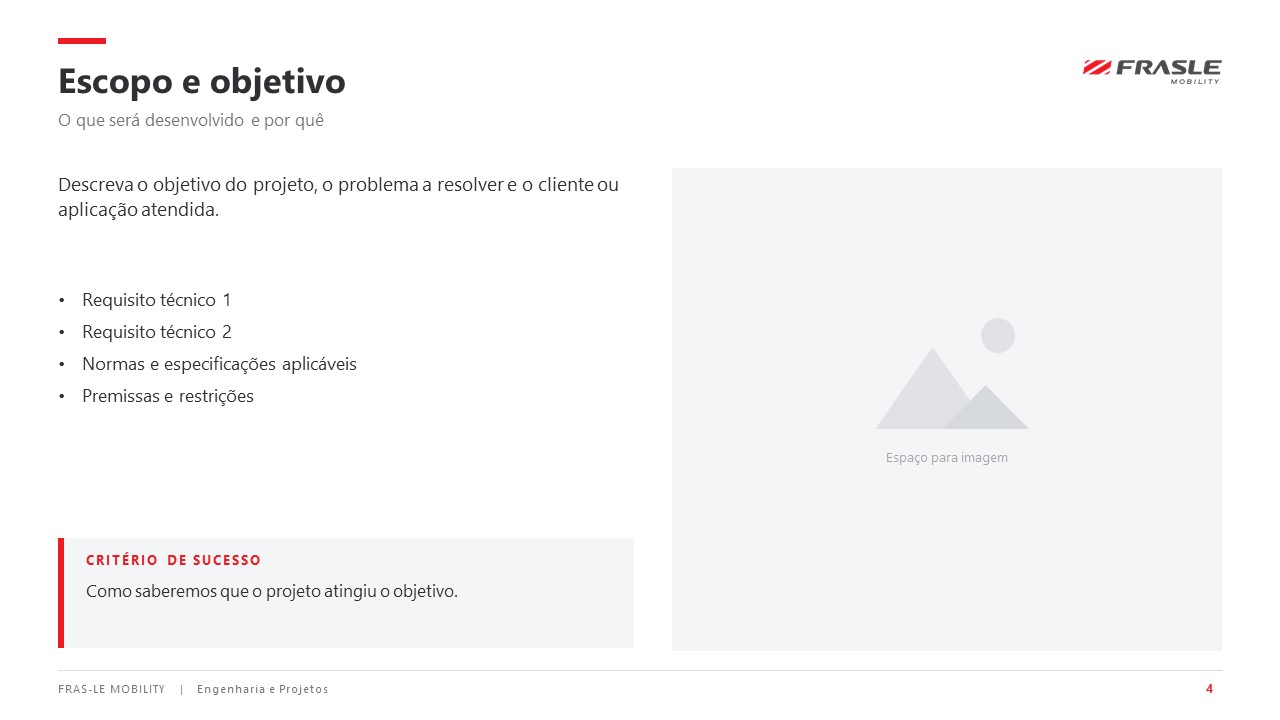 Escopo e objetivo
O que será desenvolvido e por quê
FRASLE
MOBILITY
Descreva o objetivo do projeto, o problema a resolver e o cliente ou
aplicação atendida.
• Requisito técnico 1
• Requisito técnico 2
• Normas e especificações aplicáveis
• Premissas e restrições
Espaço para imagem
CRITÉRIO DE SUCESSO
Como saberemos que o projeto atingiu o objetivo.
FRAS-LE MOBILITY | Engenharia e Projetos
4